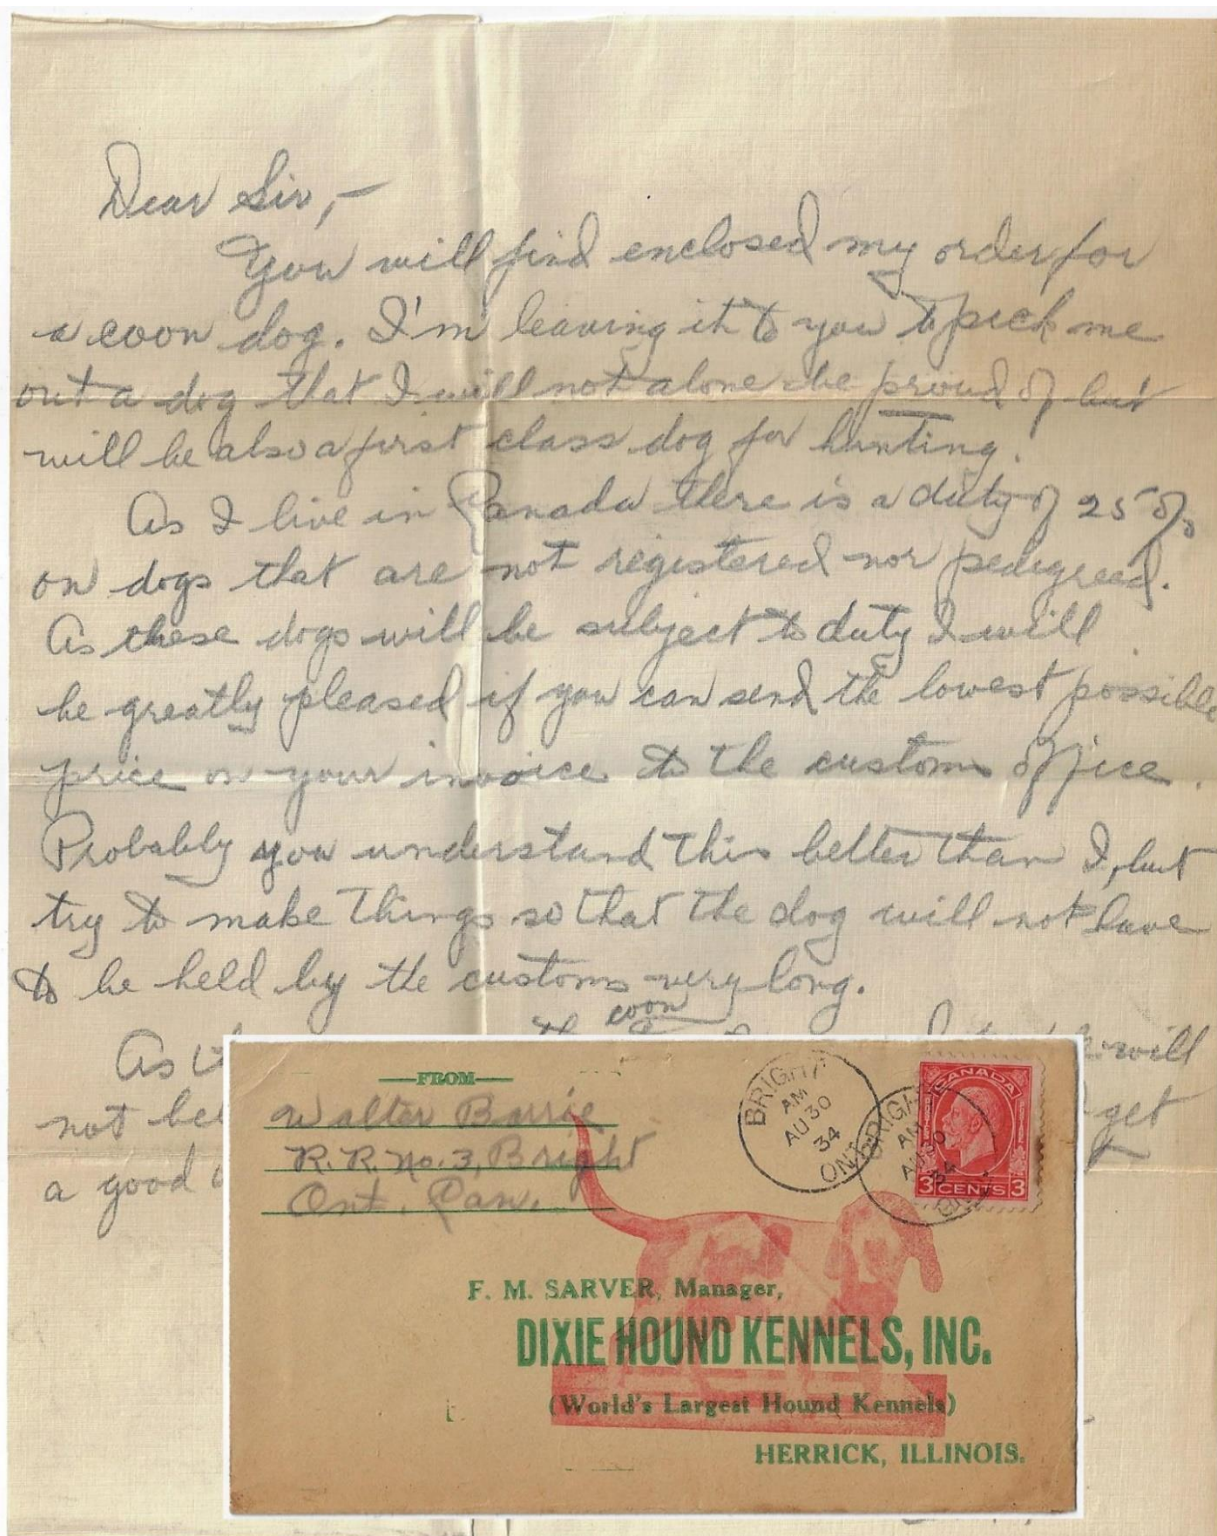 Dear Sir,-
You will find enclosed my order for
a coon dog. I'm leaving it to you to pick me
out a dog that I will not alone be proud of but
will be also a first class dog for hunting.
As I live in Canada there is a duty of 25%
on dogs that are not registered nor pedigreed.
As these dogs will be subject to duty I will
be greatly pleased if you can send the lowest possible
price on your invoice to the customs office.
Probably you understand this better than I, but
try to make things so that the dog will not have
to be held by the customs very long.
coon
As will
not get
a good
FROM
Walter Barrie
R.R. No. 3, Bright
Ont. Can.
BRIGHT
AM
AU 30
34
ONT
BRIGHT
AM
AU 30
34
CANADA
3 CENTS 3
F. M. SARVER, Manager,
DIXIE HOUND KENNELS, INC.
(World's Largest Hound Kennels)
HERRICK, ILLINOIS.